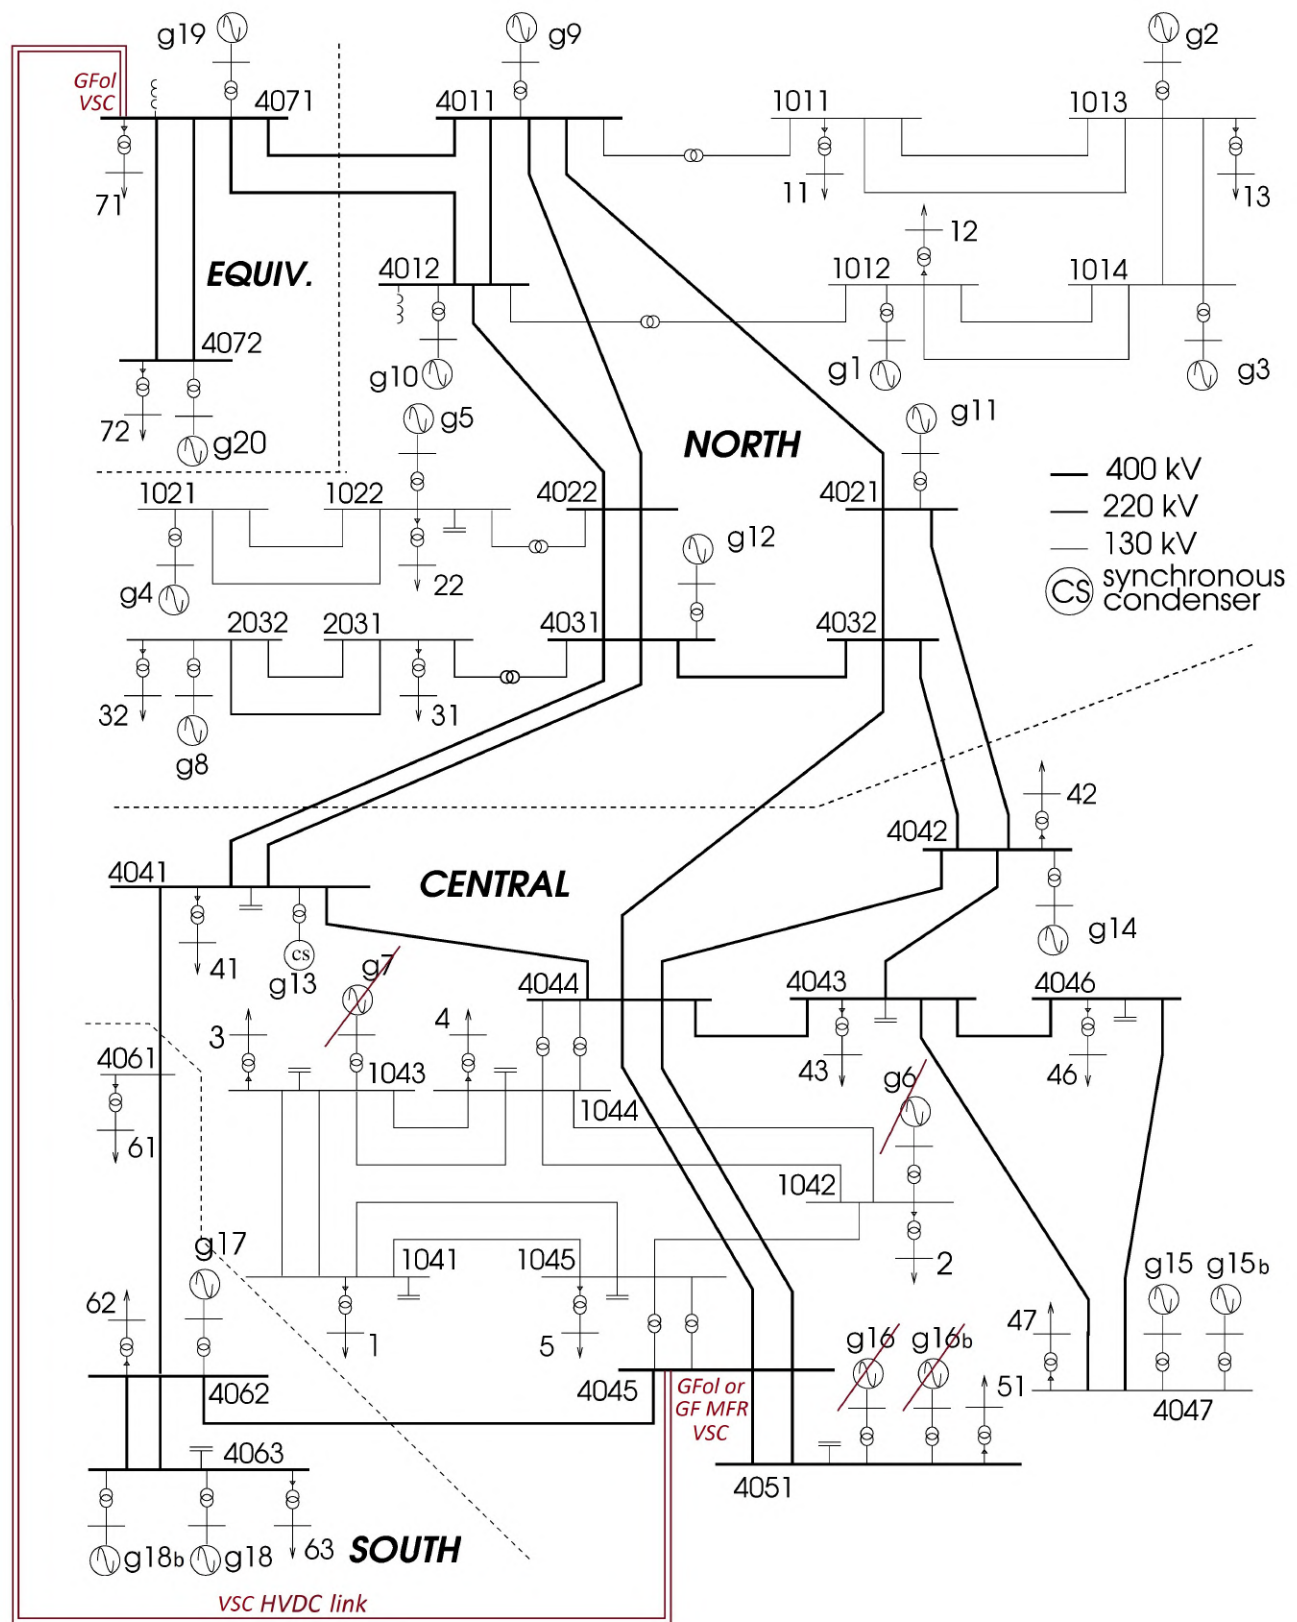 g19
g9
g2
GFol
VSC
4071
4011
1011
1013
71
11
13
12
EQUIV.
4012
1012
1014
4072
g10
g1
g3
72
g20
g5
NORTH
g11
400 kV
1021
1022
4022
4021
220 kV
g12
130 kV
g4
22
CS synchronous
condenser
2032
2031
4031
4032
32
g8
31
42
4042
4041
CENTRAL
41
cs
g13
g7
g14
4044
4043
4046
3
4
4061
1043
43
46
g6
61
1044
1042
g17
1041
1045
2
g15
g15b
62
1
5
g16
g16b
47
4062
4045
GFol or
GF MFR
VSC
51
4047
4063
4051
g18b
g18
63
SOUTH
VSC HVDC link